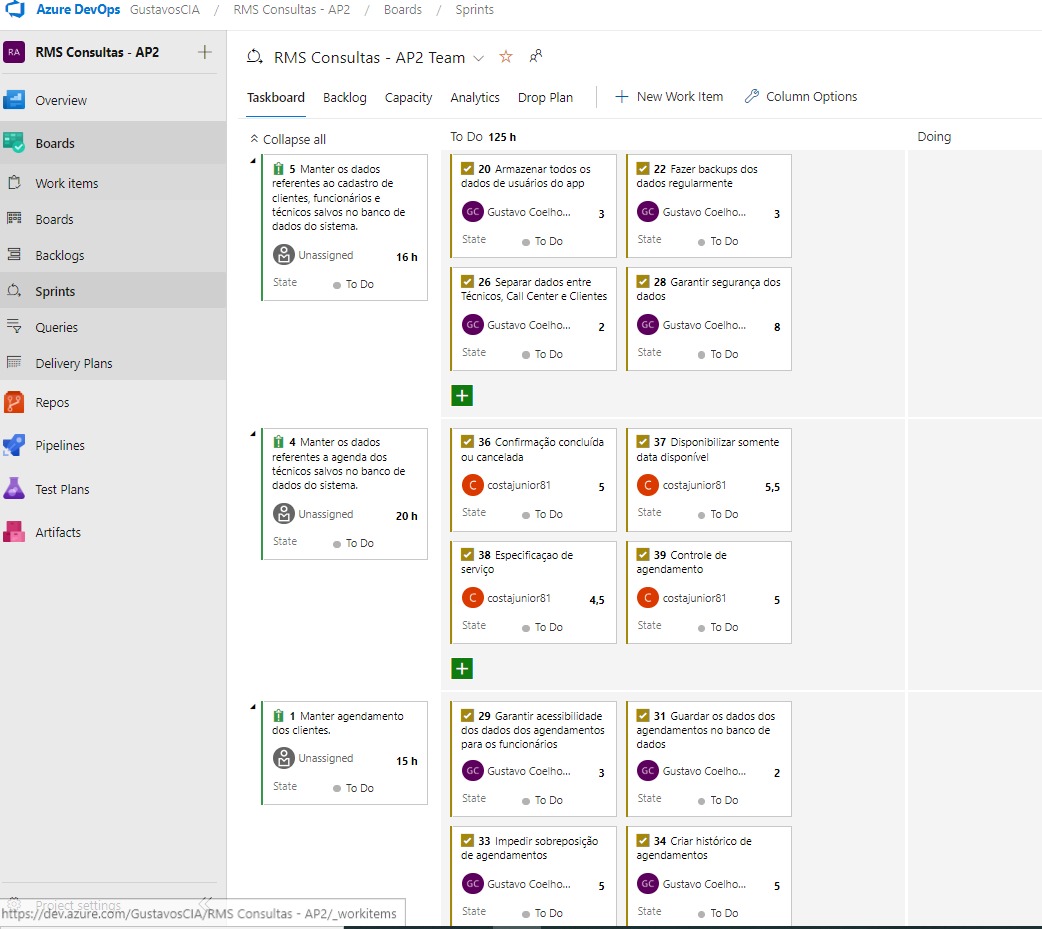 Azure DevOps GustavosCIA / RMS Consultas - AP2 / Boards / Sprints
RA RMS Consultas - AP2
Overview
Boards
Work items
Boards
Backlogs
Sprints
Queries
Delivery Plans
Repos
Pipelines
Test Plans
Artifacts
Project settings
https://dev.azure.com/GustavosCIA/RMS Consultas - AP2/_workitems
RMS Consultas - AP2 Team
Taskboard Backlog Capacity Analytics Drop Plan New Work Item Column Options
Collapse all
To Do 125 h
Doing
5 Manter os dados
referentes ao cadastro de
clientes, funcionários e
técnicos salvos no banco de
dados do sistema.
Unassigned 16 h
State To Do
20 Armazenar todos os
dados de usuários do app
GC Gustavo Coelho... 3
State To Do
22 Fazer backups dos
dados regularmente
GC Gustavo Coelho... 3
State To Do
26 Separar dados entre
Técnicos, Call Center e Clientes
GC Gustavo Coelho... 2
State To Do
28 Garantir segurança dos
dados
GC Gustavo Coelho... 8
State To Do
4 Manter os dados
referentes a agenda dos
técnicos salvos no banco de
dados do sistema.
Unassigned 20 h
State To Do
36 Confirmação concluída
ou cancelada
C costajunior81 5
State To Do
37 Disponibilizar somente
data disponível
C costajunior81 5,5
State To Do
38 Especificaçao de
serviço
C costajunior81 4,5
State To Do
39 Controle de
agendamento
C costajunior81 5
State To Do
1 Manter agendamento
dos clientes.
Unassigned 15 h
State To Do
29 Garantir acessibilidade
dos dados dos agendamentos
para os funcionários
GC Gustavo Coelho... 3
State To Do
31 Guardar os dados dos
agendamentos no banco de
dados
GC Gustavo Coelho... 2
State To Do
33 Impedir sobreposição
de agendamentos
GC Gustavo Coelho... 5
State To Do
34 Criar histórico de
agendamentos
GC Gustavo Coelho... 5
State To Do